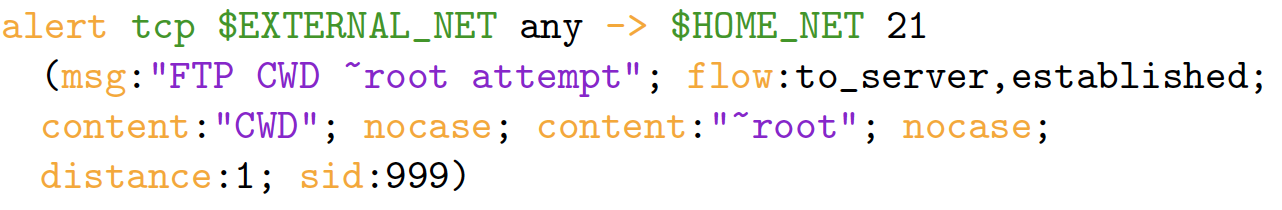 alert tcp $EXTERNAL_NET any -> $HOME_NET 21
(msg:"FTP CWD ~root attempt"; flow:to_server,established;
content:"CWD"; nocase; content:"~root"; nocase;
distance:1; sid:999)